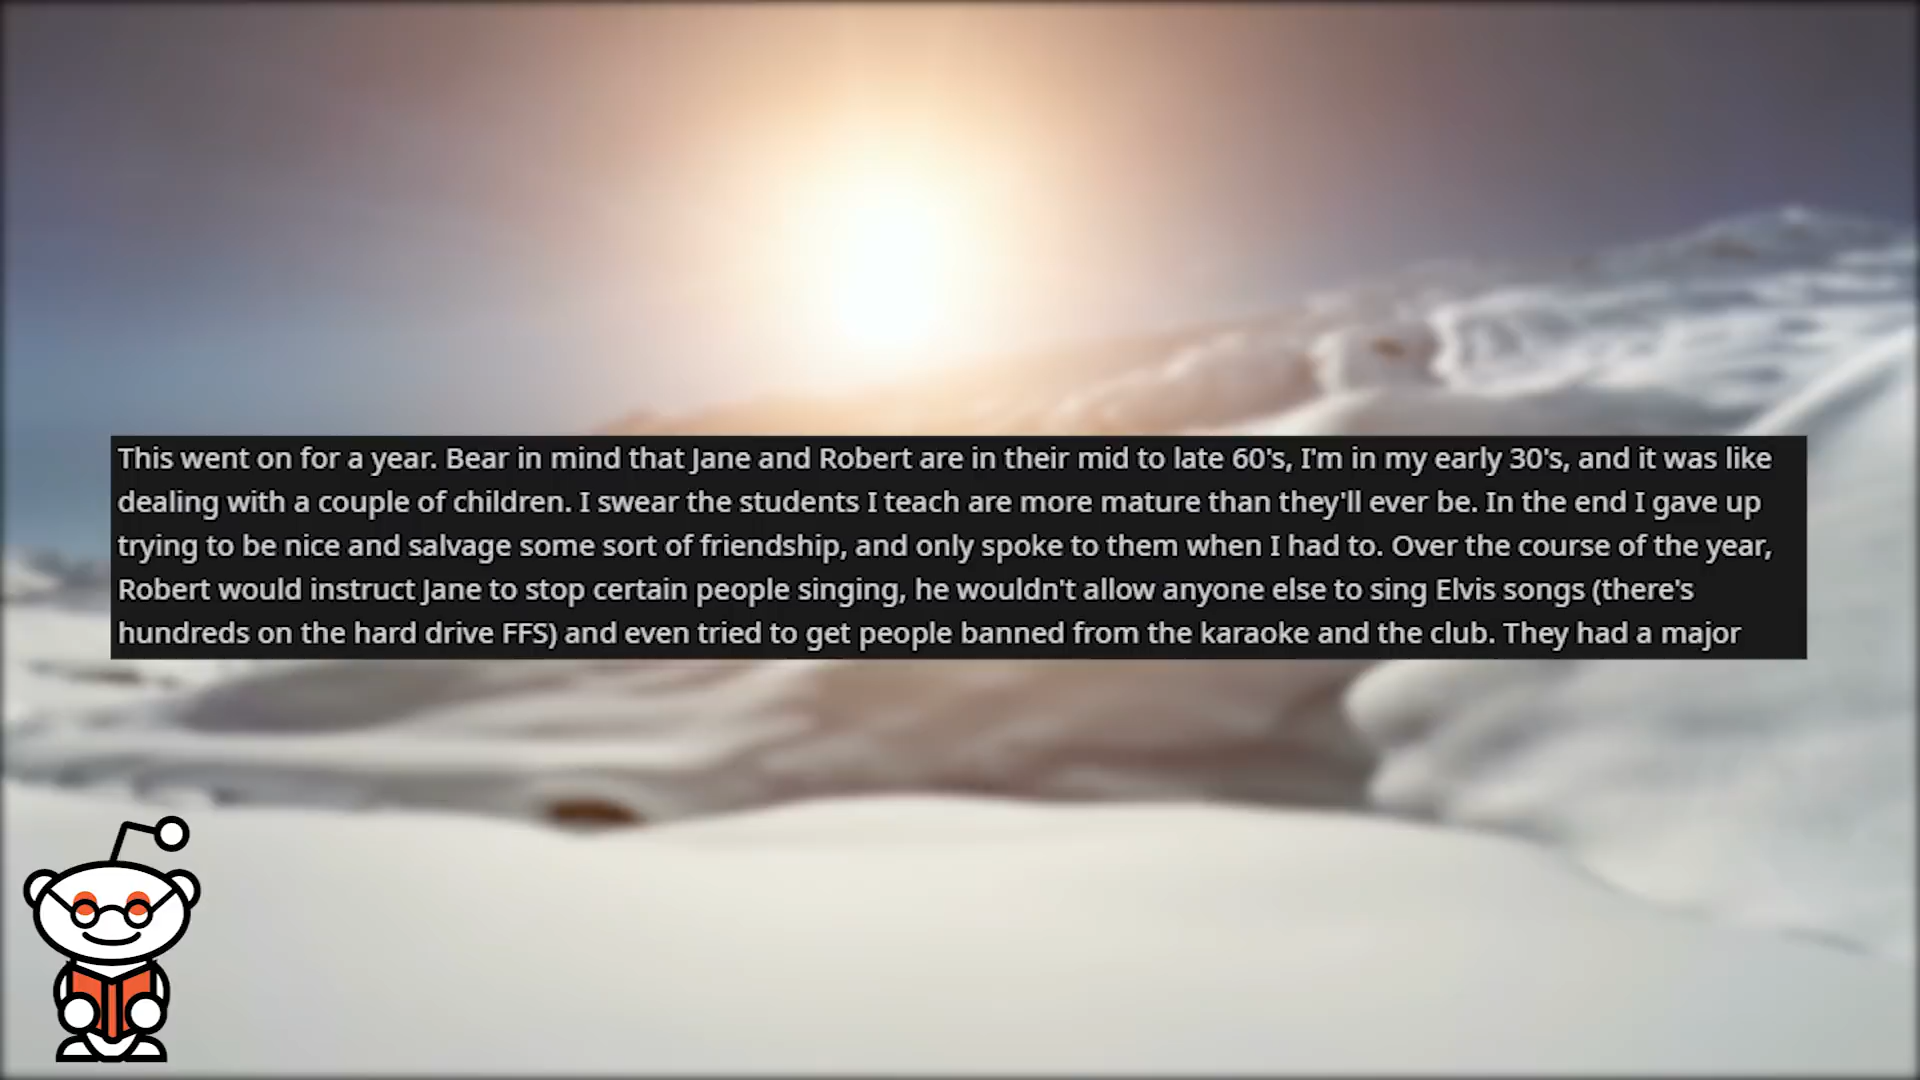 This went on for a year. Bear in mind that Jane and Robert are in their mid to late 60's, I'm in my early 30's, and it was like
dealing with a couple of children. I swear the students I teach are more mature than they'll ever be. In the end I gave up
trying to be nice and salvage some sort of friendship, and only spoke to them when I had to. Over the course of the year,
Robert would instruct Jane to stop certain people singing, he wouldn't allow anyone else to sing Elvis songs (there's
hundreds on the hard drive FFS) and even tried to get people banned from the karaoke and the club. They had a major